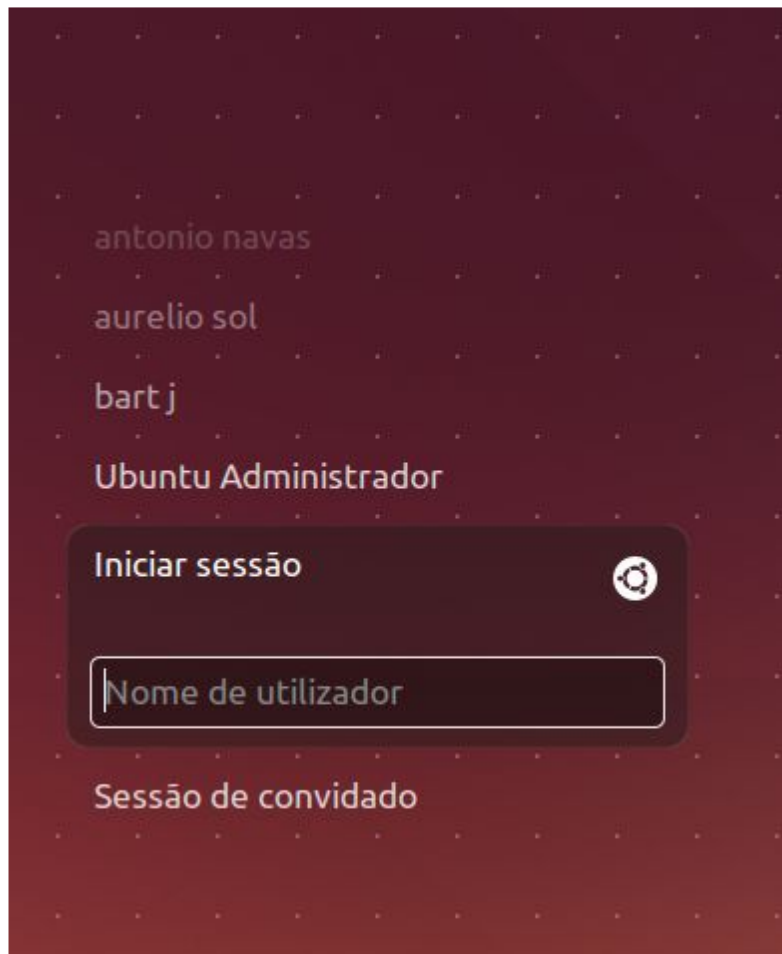 antonio navas
aurelio sol
bart j
Ubuntu Administrador
Iniciar sessão
Nome de utilizador
Sessão de convidado